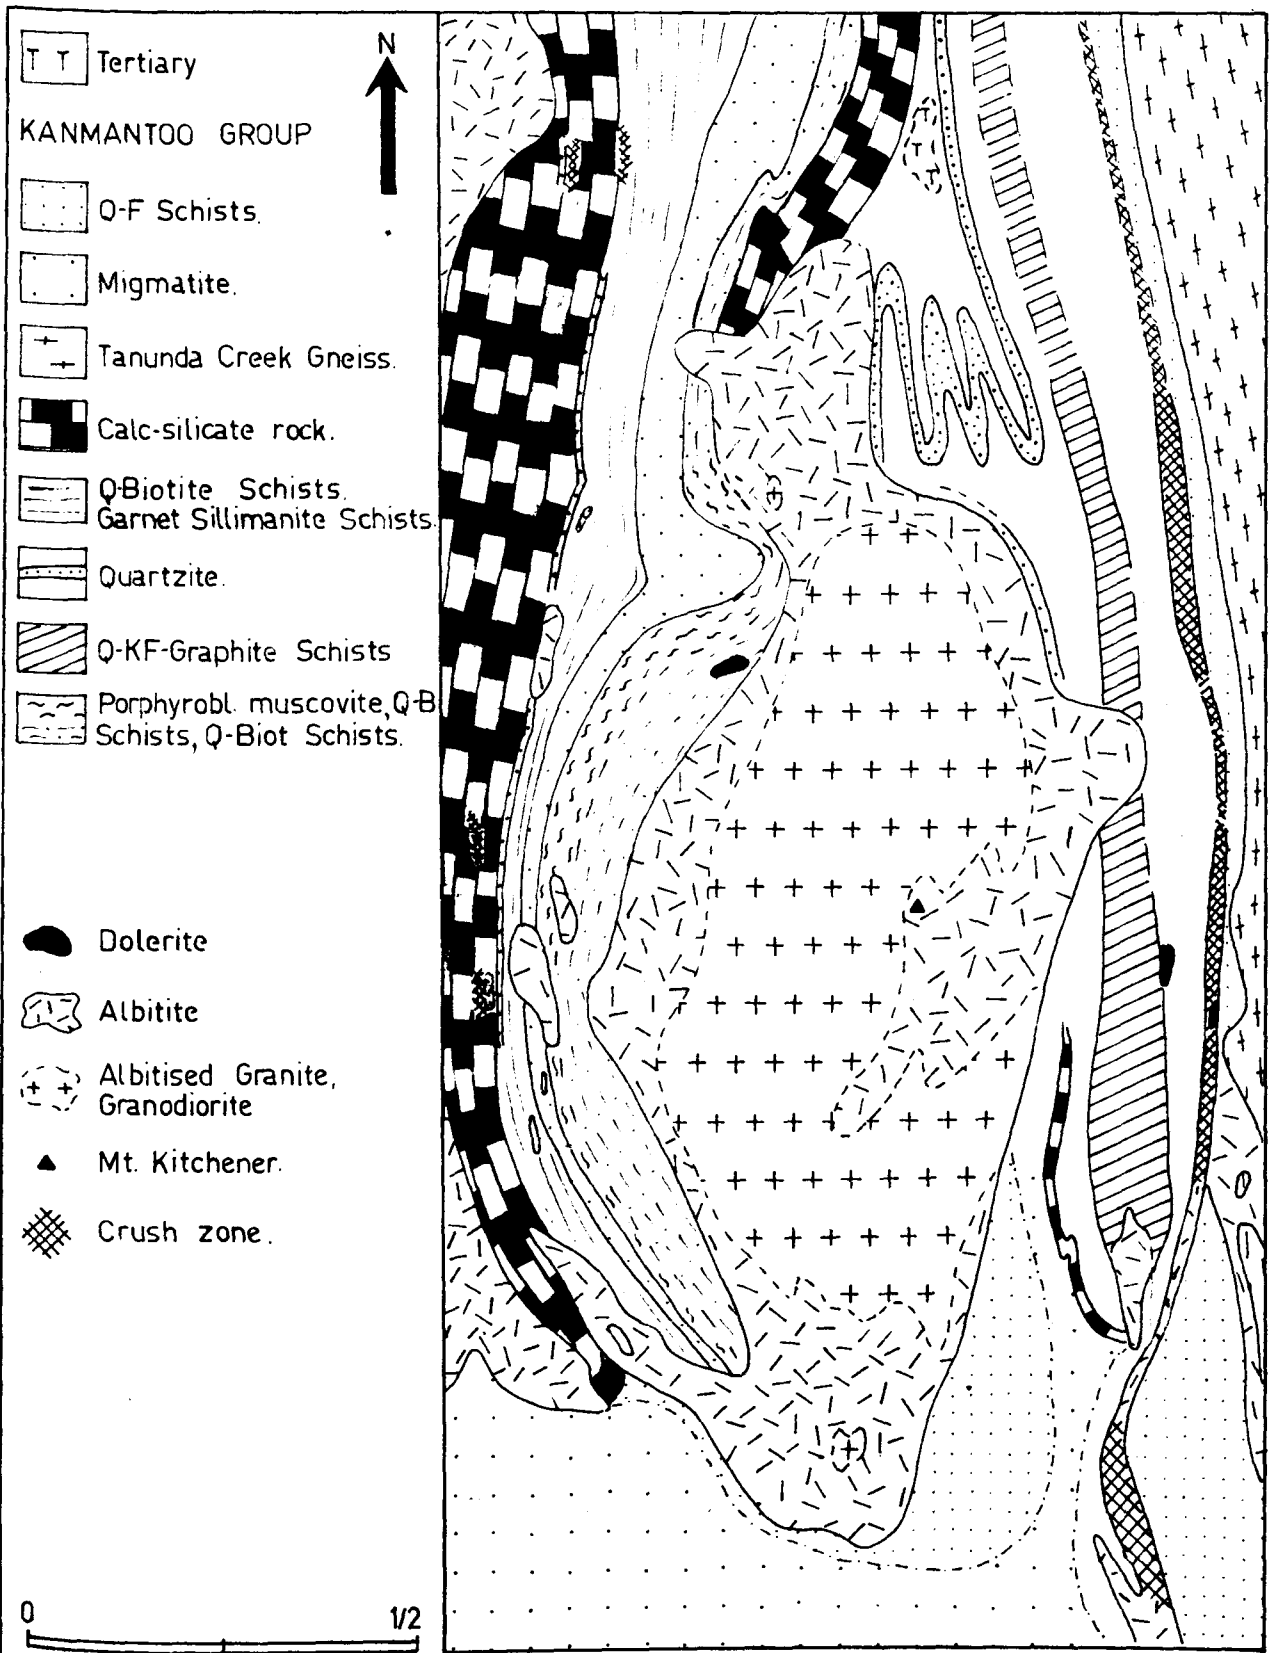 T T Tertiary
N
KANMANTOO GROUP
Q-F Schists.
Migmatite.
Tanunda Creek Gneiss.
Calc-silicate rock.
Q-Biotite Schists.
Garnet Sillimanite Schists.
Quartzite.
Q-KF-Graphite Schists
Porphyrobl. muscovite, Q-B
Schists, Q-Biot Schists.
Dolerite
Albitite
Albitised Granite,
Granodiorite
Mt. Kitchener.
Crush zone.
0 1/2